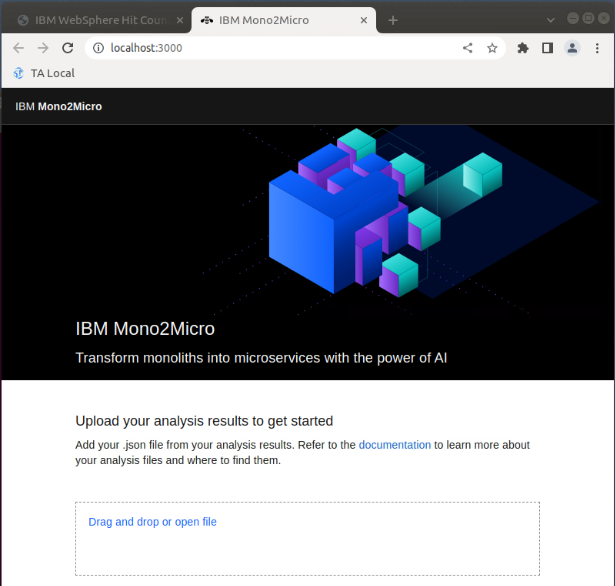 IBM WebSphere Hit Coun
IBM Mono2Micro
localhost:3000
TA Local
IBM Mono2Micro
IBM Mono2Micro
Transform monoliths into microservices with the power of AI
Upload your analysis results to get started
Add your .json file from your analysis results. Refer to the documentation to learn more about
your analysis files and where to find them.
Drag and drop or open file